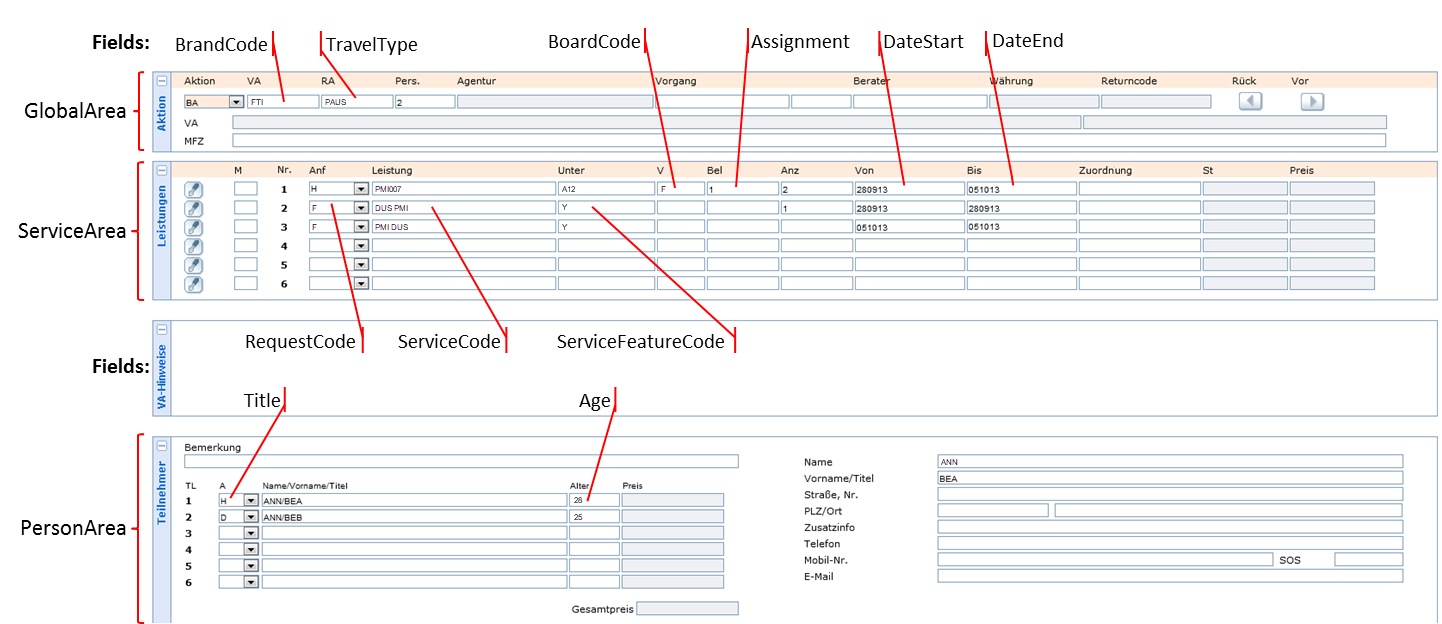 Fields: BrandCode TravelType BoardCode Assignment DateStart DateEnd
GlobalArea
Aktion
Aktion VA RA Pers. Agentur Vorgang Berater Währung Returncode Rück Vor
BA FTI PAUS 2
VA
MFZ
ServiceArea
Leistungen
M Nr. Anf Leistung Unter V Bel Anz Von Bis Zuordnung St Preis
1 H PMI007 A12 F 1 2 280913 051013
2 F DUS PMI Y 1 280913 280913
3 F PMI DUS Y 051013 051013
4
5
6
VA-Hinweise
RequestCode ServiceCode ServiceFeatureCode
Fields:
Title Age
PersonArea
Teilnehmer
Bemerkung
TL A Name/Vorname/Titel Alter Preis
1 H ANN/BEA 28
2 D ANN/BEB 25
3
4
5
6
Gesamtpreis
Name ANN
Vorname/Titel BEA
Straße, Nr.
PLZ/Ort
Zusatzinfo
Telefon
Mobil-Nr. SOS
E-Mail